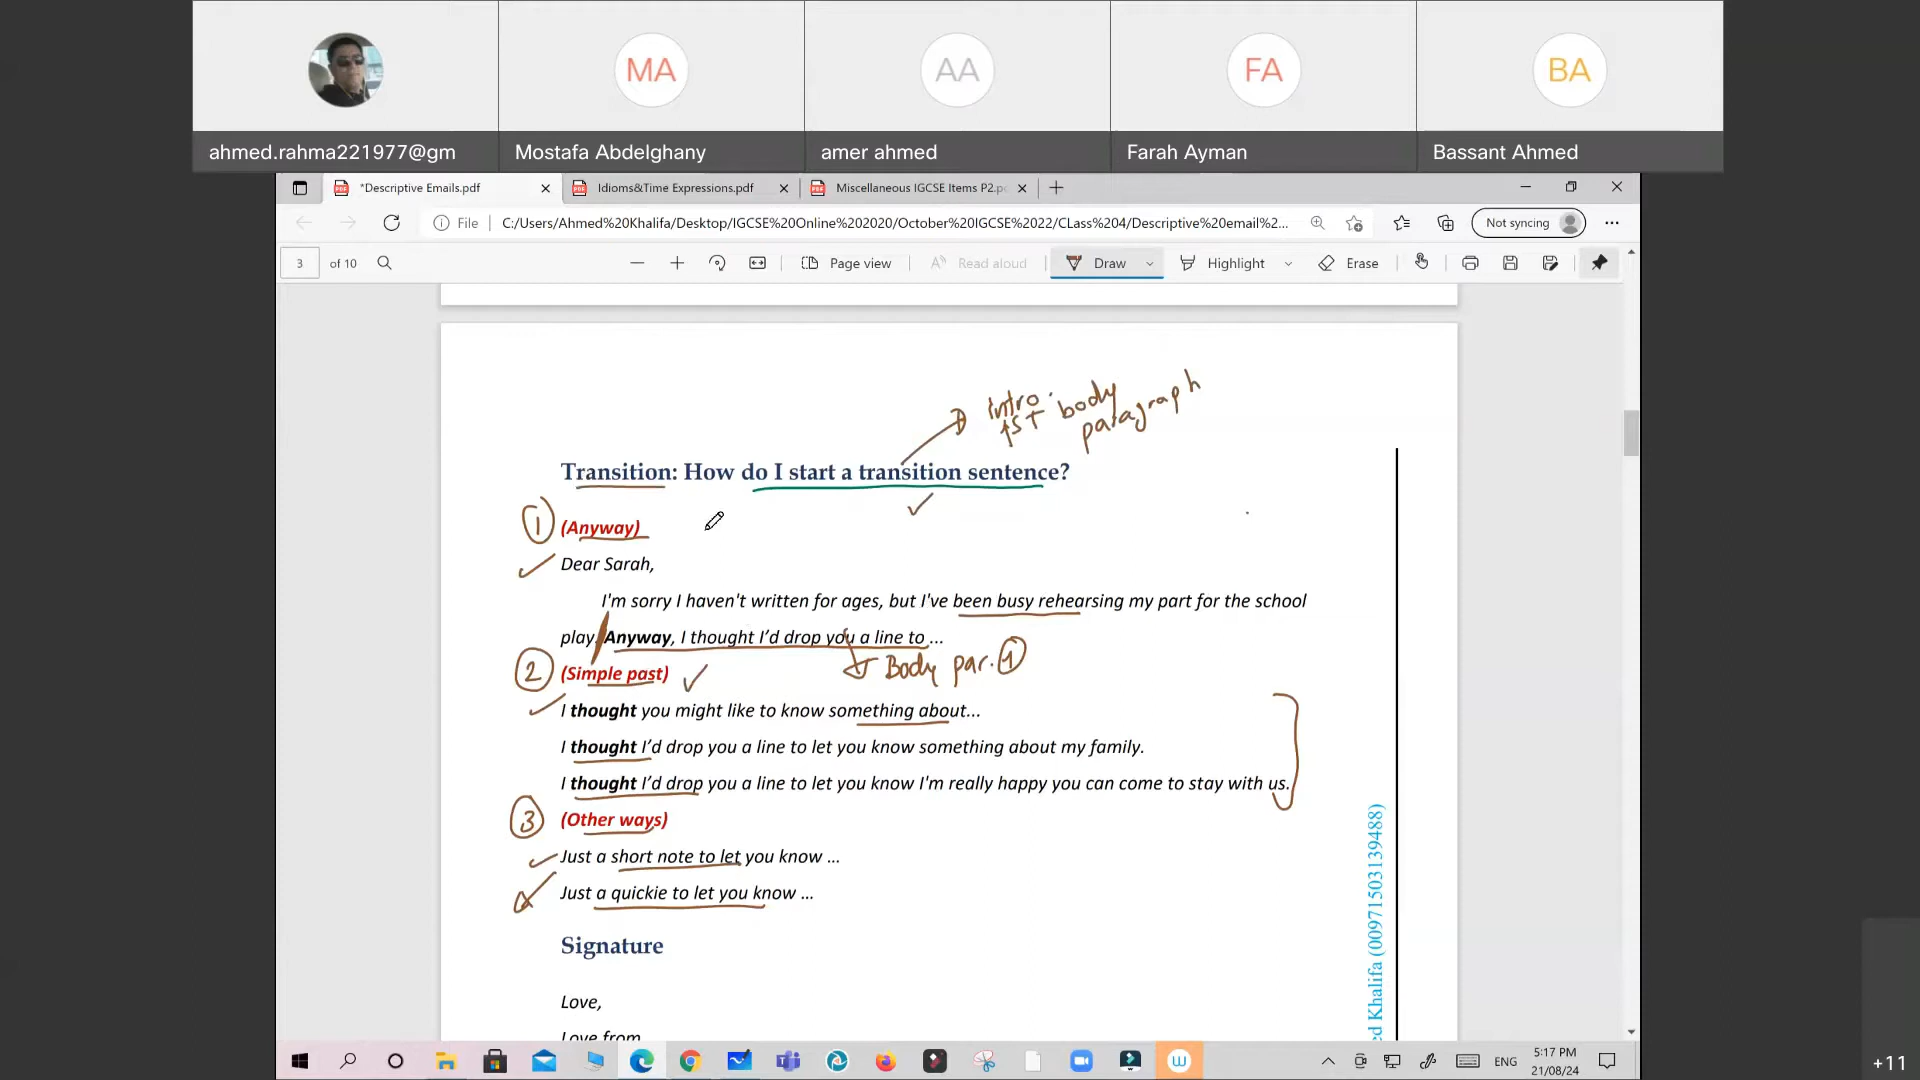 MA
AA
FA
BA
ahmed.rahma221977@gm
Mostafa Abdelghany
amer ahmed
Farah Ayman
Bassant Ahmed
*Descriptive Emails.pdf
Idioms&Time Expressions.pdf
Miscellaneous IGCSE Items P2.p
File
C:/Users/Ahmed%20Khalifa/Desktop/IGCSE%20Online%202020/October%20IGCSE%2022/CLass%204/Descriptive%20email%2...
Not syncing
3
of 10
Page view
Read aloud
Draw
Highlight
Erase
intro. body
1ST paragraph
Transition: How do I start a transition sentence?
1
(Anyway)
Dear Sarah,
I'm sorry I haven't written for ages, but I've been busy rehearsing my part for the school
play. Anyway, I thought I'd drop you a line to ...
Body par. 1
2
(Simple past)
I thought you might like to know something about...
I thought I'd drop you a line to let you know something about my family.
I thought I'd drop you a line to let you know I'm really happy you can come to stay with us.
3
(Other ways)
Just a short note to let you know ...
Just a quickie to let you know ...
Signature
Love,
Love from
ed Khalifa (00971503139488)
ENG
5:17 PM
21/08/24
+11